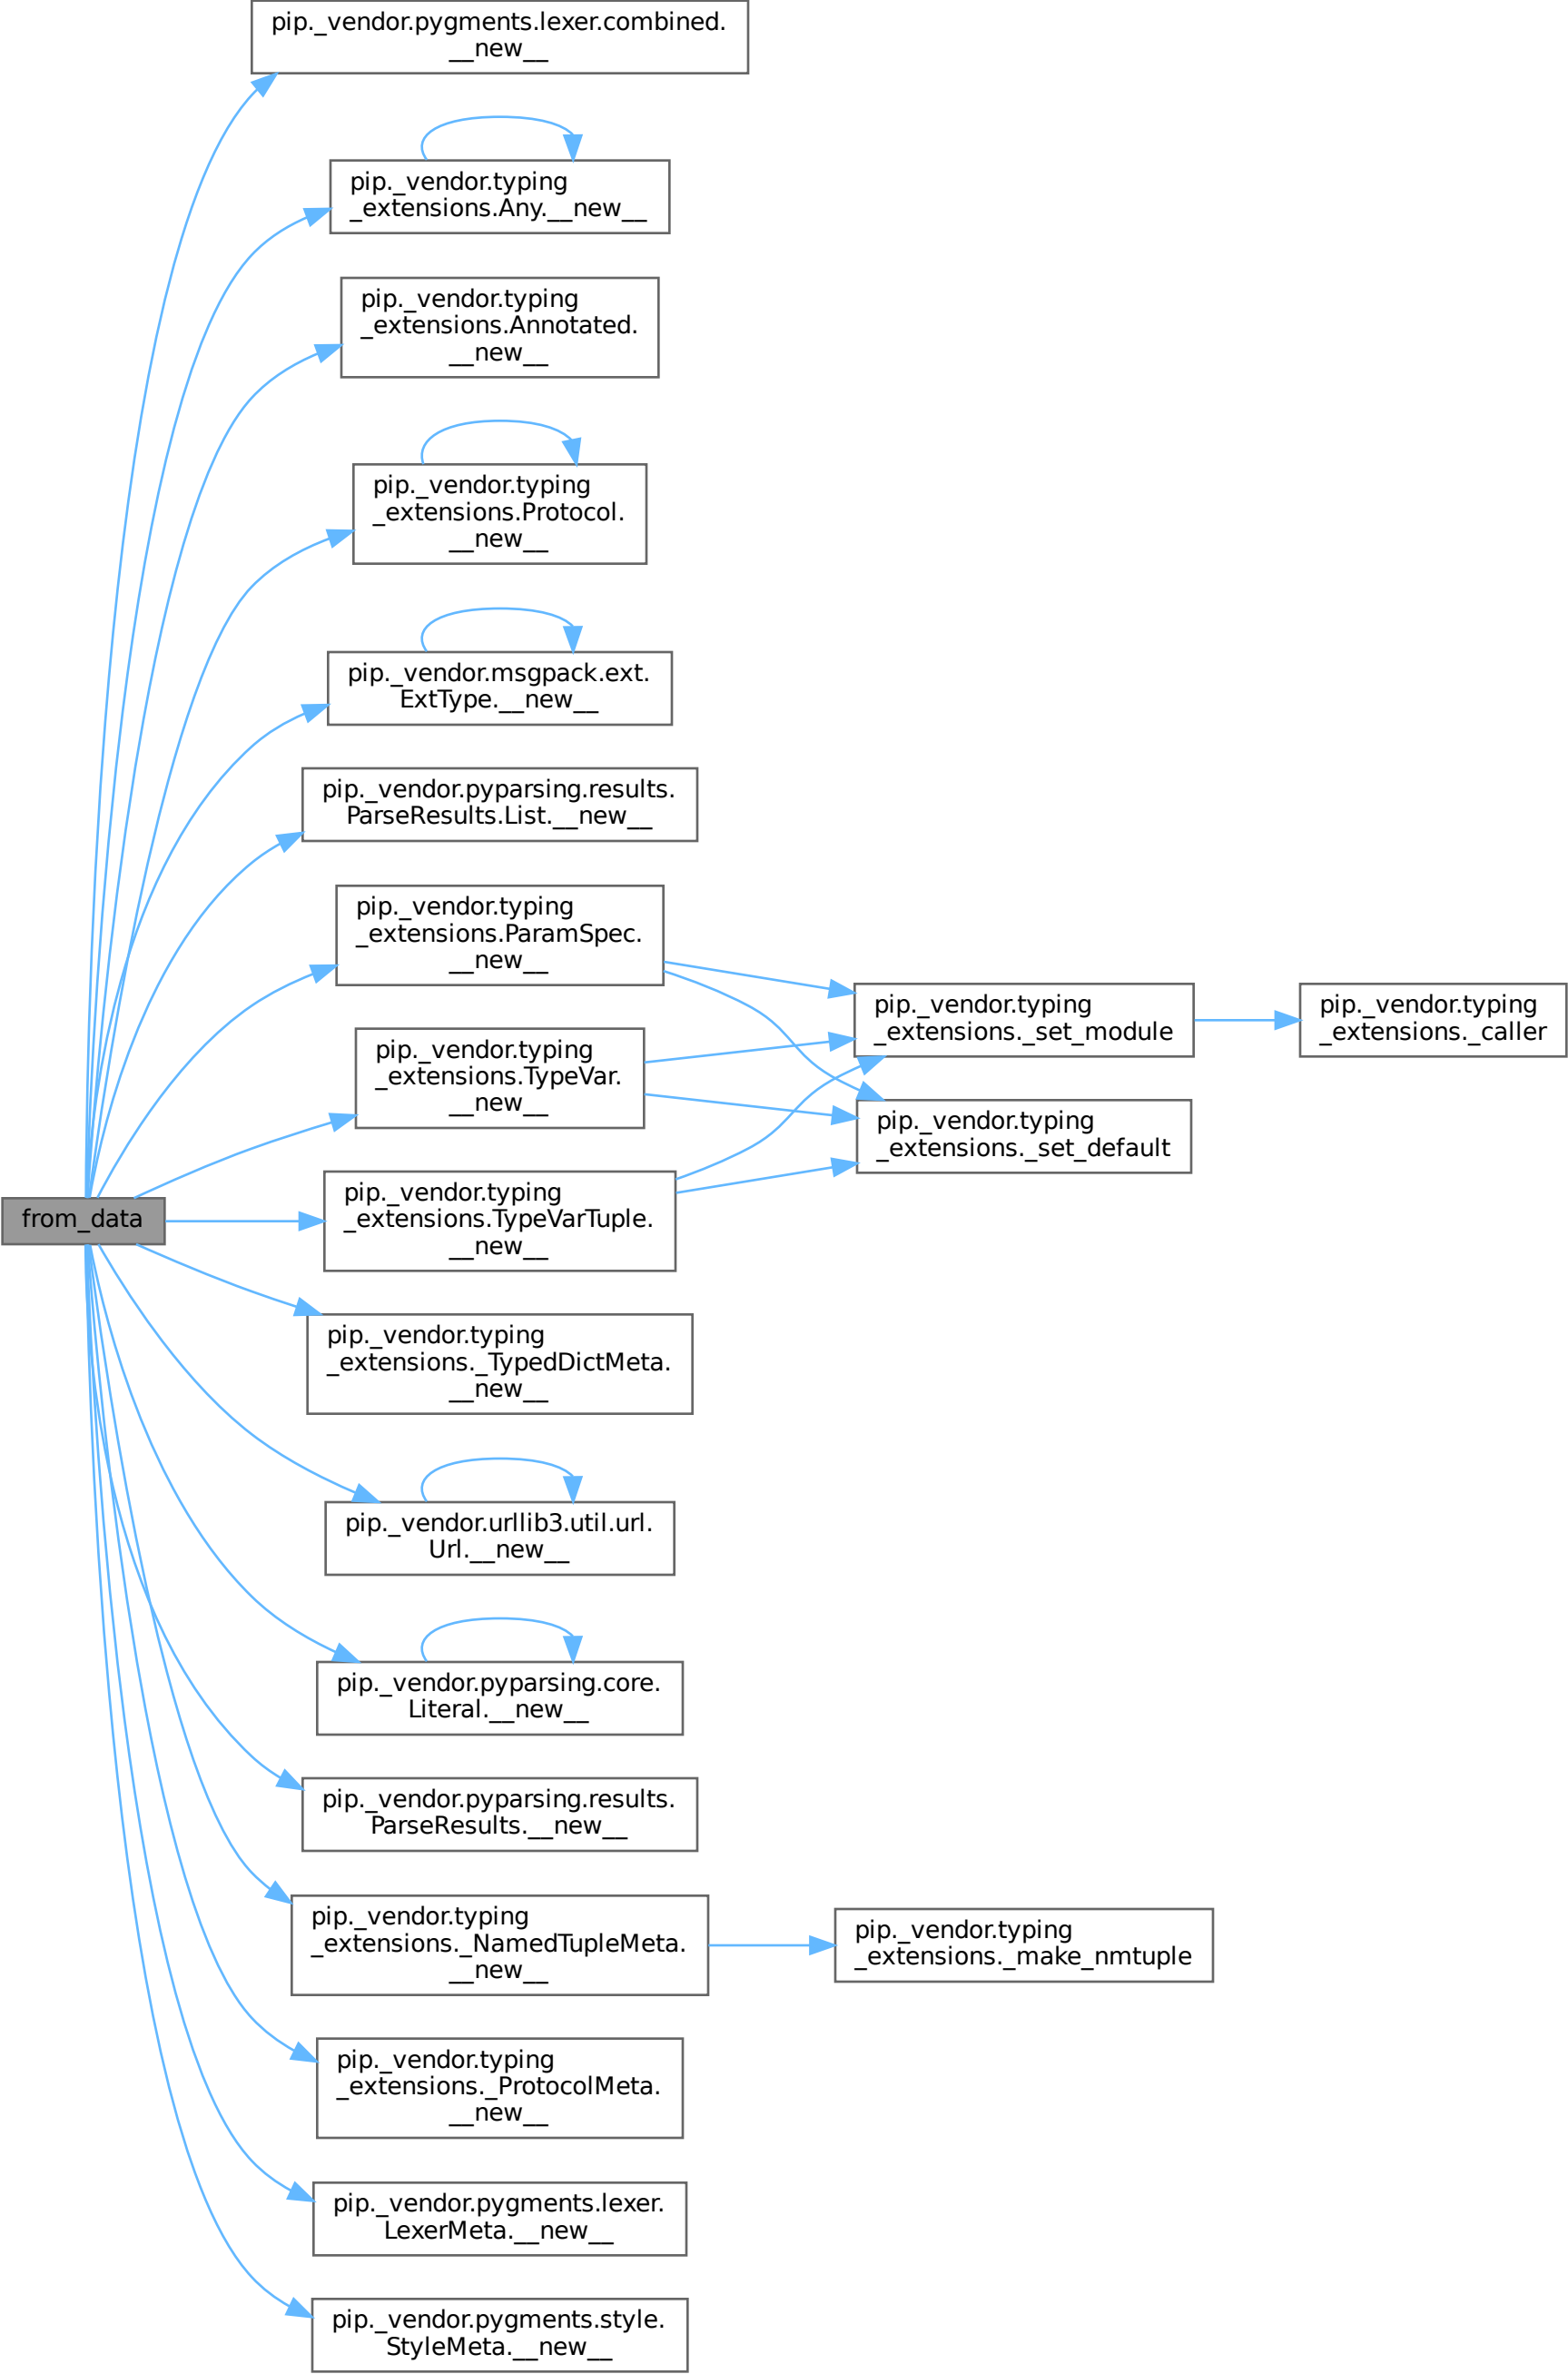 pip._vendor.pygments.lexer.combined.
__new__
pip._vendor.typing
_extensions.Any.__new__
pip._vendor.typing
_extensions.Annotated.
__new__
pip._vendor.typing
_extensions.Protocol.
__new__
pip._vendor.msgpack.ext.
ExtType.__new__
pip._vendor.pyparsing.results.
ParseResults.List.__new__
pip._vendor.typing
_extensions.ParamSpec.
__new__
pip._vendor.typing
_extensions._set_module
pip._vendor.typing
_extensions._caller
pip._vendor.typing
_extensions.TypeVar.
__new__
pip._vendor.typing
_extensions._set_default
pip._vendor.typing
_extensions.TypeVarTuple.
__new__
from_data
pip._vendor.typing
_extensions._TypedDictMeta.
__new__
pip._vendor.urllib3.util.url.
Url.__new__
pip._vendor.pyparsing.core.
Literal.__new__
pip._vendor.pyparsing.results.
ParseResults.__new__
pip._vendor.typing
_extensions._NamedTupleMeta.
__new__
pip._vendor.typing
_extensions._make_nmtuple
pip._vendor.typing
_extensions._ProtocolMeta.
__new__
pip._vendor.pygments.lexer.
LexerMeta.__new__
pip._vendor.pygments.style.
StyleMeta.__new__